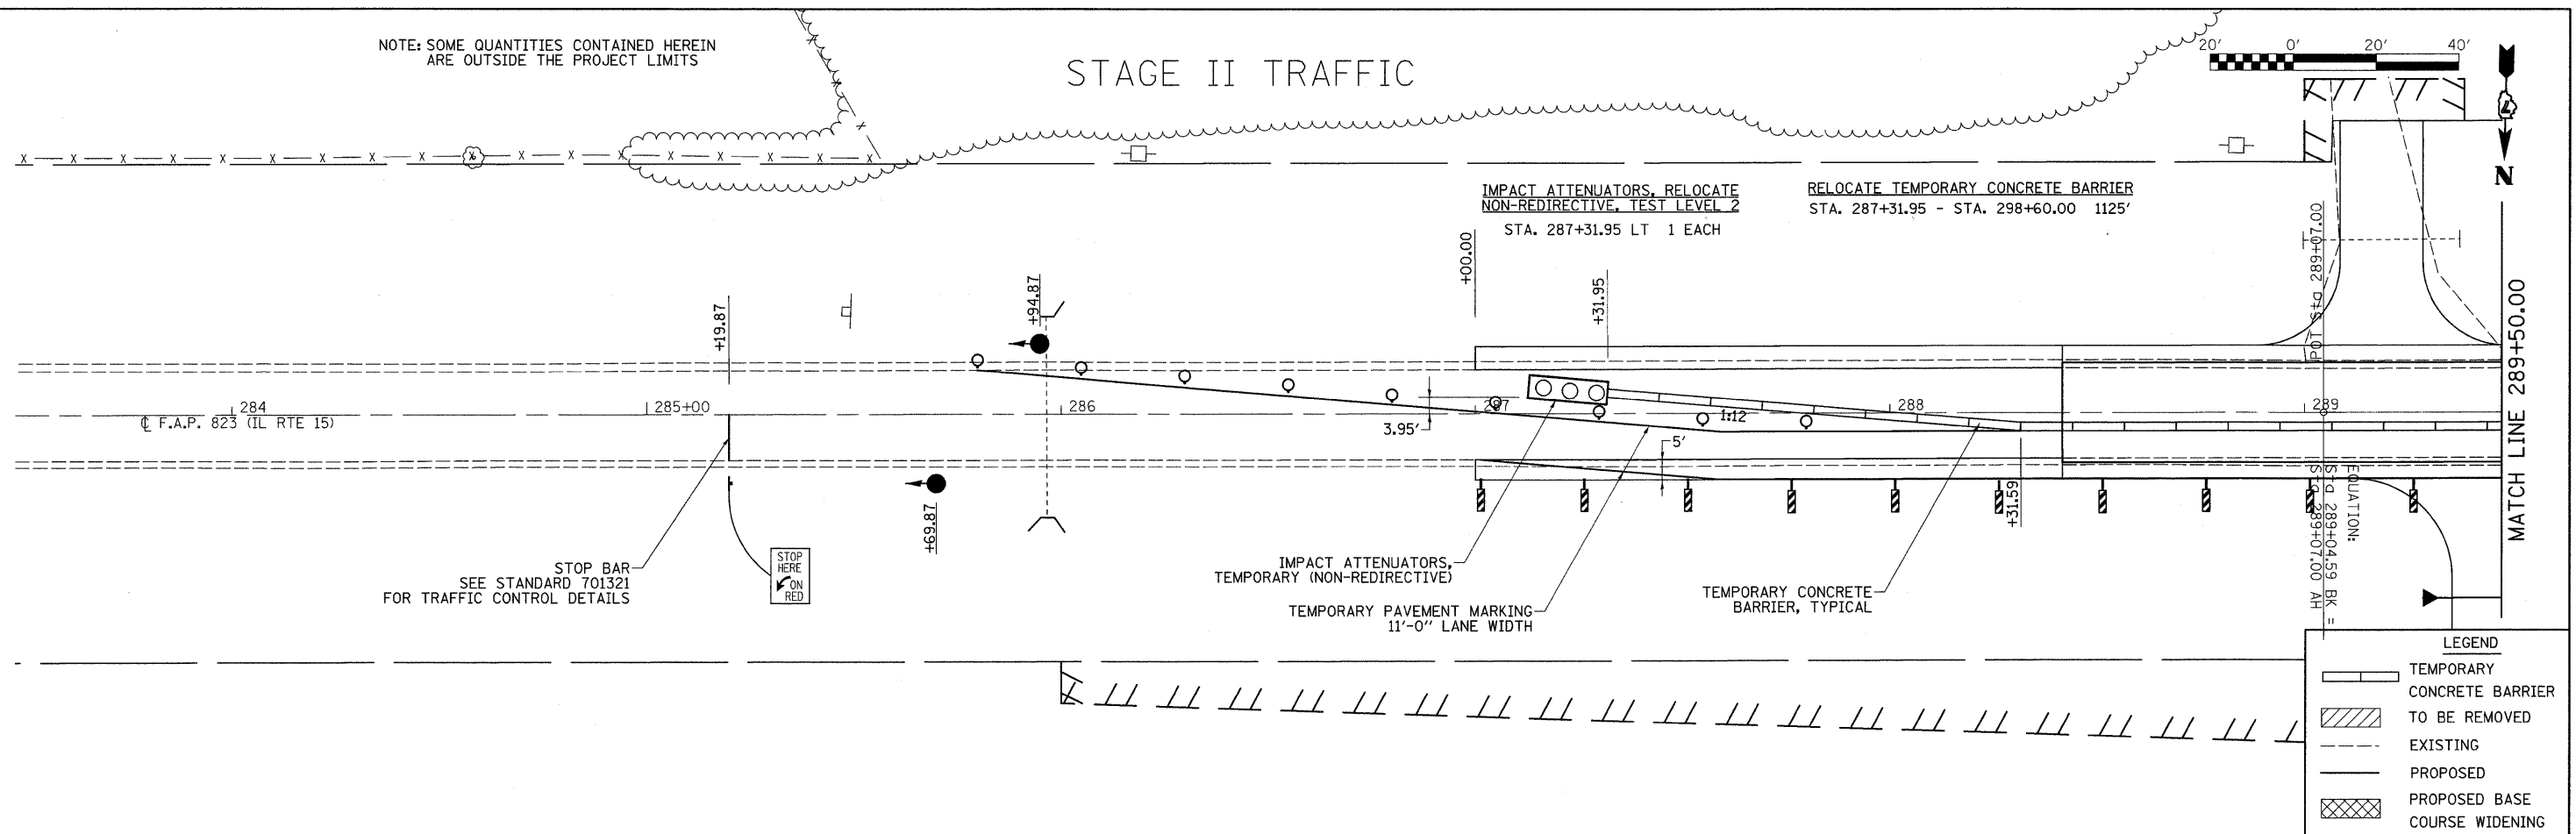 NOTE: SOME QUANTITIES CONTAINED HEREIN
ARE OUTSIDE THE PROJECT LIMITS
STAGE II TRAFFIC
20' 0' 20' 40'
N
IMPACT ATTENUATORS, RELOCATE
NON-REDIRECTIVE, TEST LEVEL 2
STA. 287+31.95 LT 1 EACH
RELOCATE TEMPORARY CONCRETE BARRIER
STA. 287+31.95 - STA. 298+60.00 1125'
+19.87
+94.87
+00.00
+31.95
POT Sta 289+07.00
MATCH LINE 289+50.00
284
285+00
286
287
288
289
℄ F.A.P. 823 (IL RTE 15)
3.95'
1:12
5'
+69.87
+31.59
EQUATION:
Sta 289+04.59 BK =
Sta 289+07.00 AH
STOP BAR
SEE STANDARD 701321
FOR TRAFFIC CONTROL DETAILS
STOP
HERE
ON
RED
IMPACT ATTENUATORS,
TEMPORARY (NON-REDIRECTIVE)
TEMPORARY PAVEMENT MARKING
11'-0" LANE WIDTH
TEMPORARY CONCRETE
BARRIER, TYPICAL
LEGEND
TEMPORARY
CONCRETE BARRIER
TO BE REMOVED
EXISTING
PROPOSED
PROPOSED BASE
COURSE WIDENING